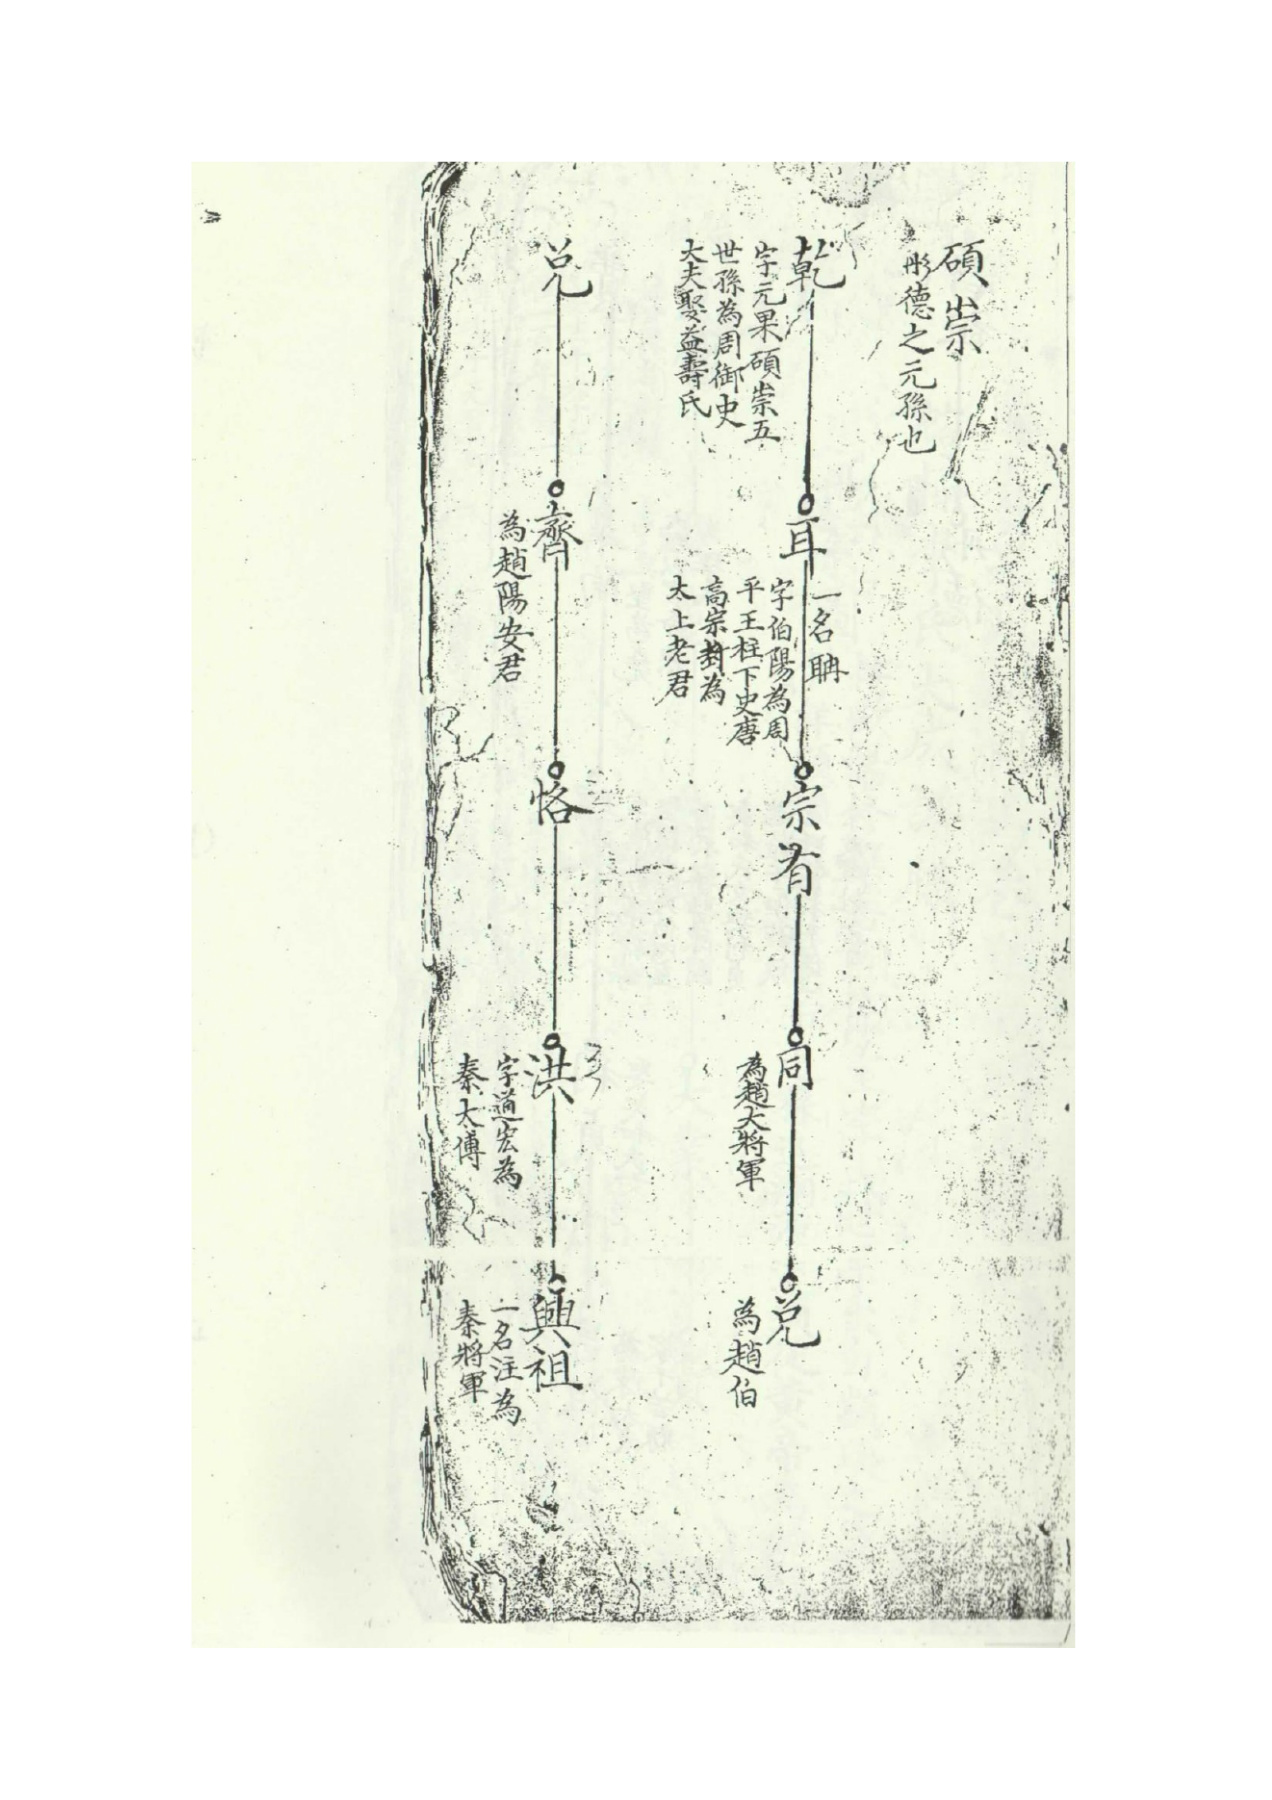 碩崇
彤德之元孫也
乾
字元果碩崇五
世孫為周御史
大夫娶益壽氏
耳
一名聃
字伯陽為周
平王柱下史唐
高宗封為
太上老君
宗
有
同
為趙大將軍
兌
為趙伯
兌
齊
為趙陽安君
恪
洪
字道宏為
秦太傅
興祖
一名汪為
秦將軍